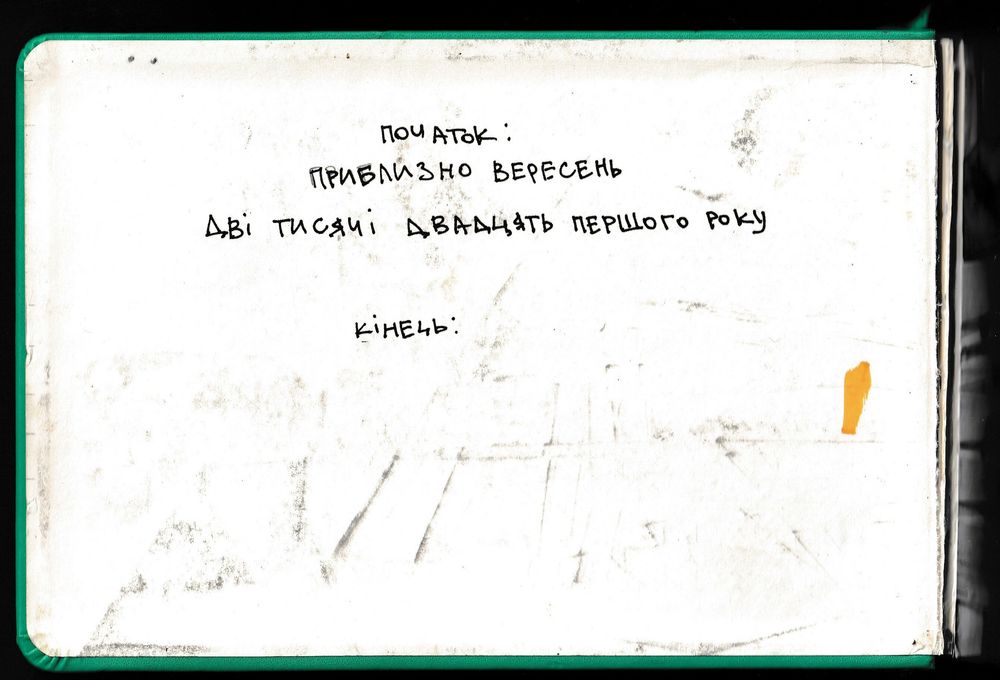 ПОЧАТОК:
ПРИБЛИЗНО ВЕРЕСЕНЬ
ДВІ ТИСЯЧІ ДВАДЦЯТЬ ПЕРШОГО РОКУ
КІНЕЦЬ: